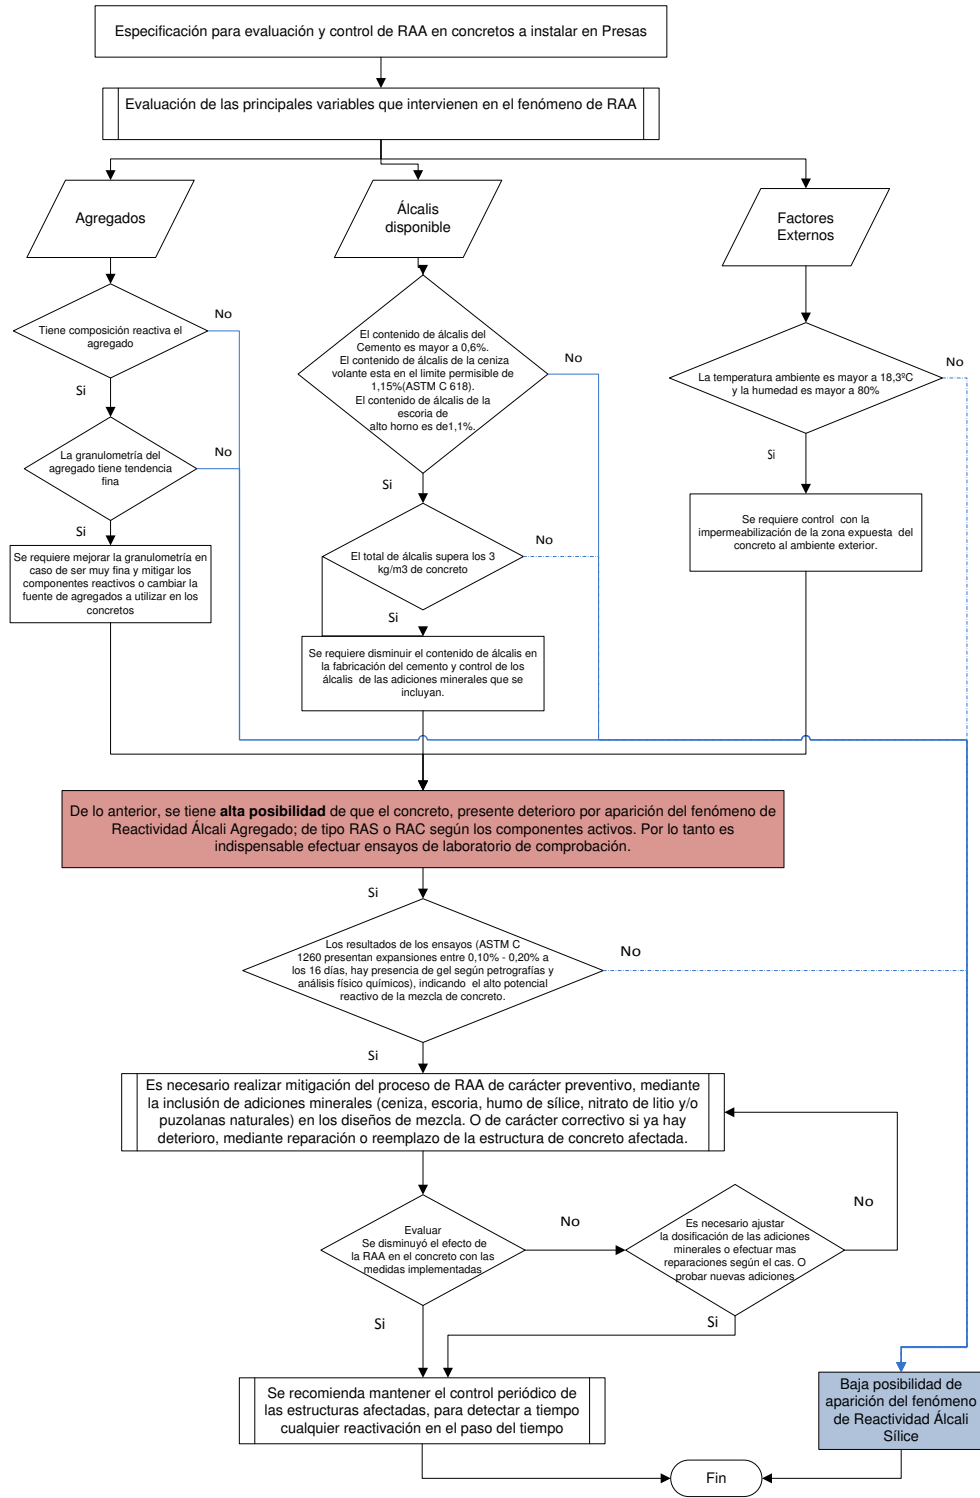 Especificación para evaluación y control de RAA en concretos a instalar en Presas
Evaluación de las principales variables que intervienen en el fenómeno de RAA
Agregados
Álcalis
disponible
Factores
Externos
Tiene composición reactiva el
agregado
No
Si
La granulometría del
agregado tiene tendencia
fina
No
Si
Se requiere mejorar la granulometría en
caso de ser muy fina y mitigar los
componentes reactivos o cambiar la
fuente de agregados a utilizar en los
concretos
El contenido de álcalis del
Cemento es mayor a 0,6%.
El contenido de álcalis de la ceniza
volante esta en el limite permisible de
1,15%(ASTM C 618).
El contenido de álcalis de la
escoria de
alto horno es de1,1%.
No
Si
El total de álcalis supera los 3
kg/m3 de concreto
No
Si
Se requiere disminuir el contenido de álcalis en
la fabricación del cemento y control de los
álcalis de las adiciones minerales que se
incluyan.
La temperatura ambiente es mayor a 18,3ºC
y la humedad es mayor a 80%
No
Si
Se requiere control con la
impermeabilización de la zona expuesta del
concreto al ambiente exterior.
De lo anterior, se tiene alta posibilidad de que el concreto, presente deterioro por aparición del fenómeno de
Reactividad Álcali Agregado; de tipo RAS o RAC según los componentes activos. Por lo tanto es
indispensable efectuar ensayos de laboratorio de comprobación.
Si
Los resultados de los ensayos (ASTM C
1260 presentan expansiones entre 0,10% - 0,20% a
los 16 días, hay presencia de gel según petrografías y
análisis físico químicos), indicando el alto potencial
reactivo de la mezcla de concreto.
No
Si
Es necesario realizar mitigación del proceso de RAA de carácter preventivo, mediante
la inclusión de adiciones minerales (ceniza, escoria, humo de sílice, nitrato de litio y/o
puzolanas naturales) en los diseños de mezcla. O de carácter correctivo si ya hay
deterioro, mediante reparación o reemplazo de la estructura de concreto afectada.
Evaluar
Se disminuyó el efecto de
la RAA en el concreto con las
medidas implementadas
No
Si
Es necesario ajustar
la dosificación de las adiciones
minerales o efectuar mas
reparaciones según el cas. O
probar nuevas adiciones
No
Si
Se recomienda mantener el control periódico de
las estructuras afectadas, para detectar a tiempo
cualquier reactivación en el paso del tiempo
Baja posibilidad de
aparición del fenómeno
de Reactividad Álcali
Sílice
Fin